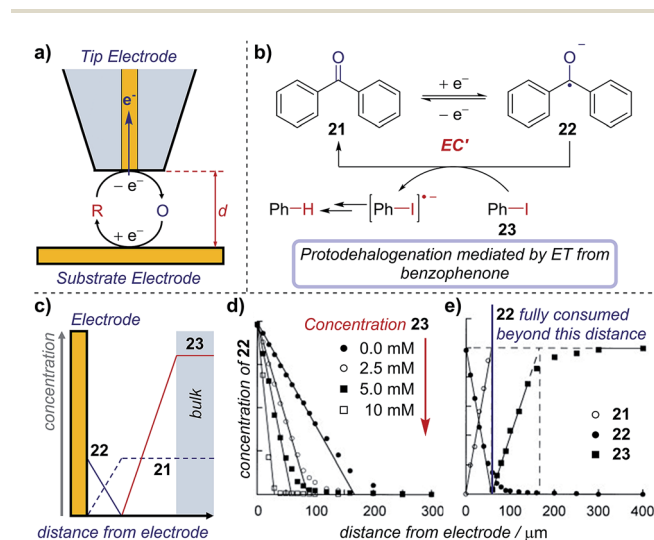 a)
Tip Electrode
e-
− e−
R
O
d
+ e−
Substrate Electrode
b)
O
O −
•
+ e−
− e−
21
22
EC'
Ph–H
[Ph–I]•−
Ph–I
23
Protodehalogenation mediated by ET from
benzophenone
c)
Electrode
concentration
23
bulk
22
21
distance from electrode
d)
Concentration 23
0.0 mM
2.5 mM
5.0 mM
10 mM
concentration of 22
0
100
200
300
e)
22 fully consumed
beyond this distance
21
22
23
0
100
200
300
400
distance from electrode / μm